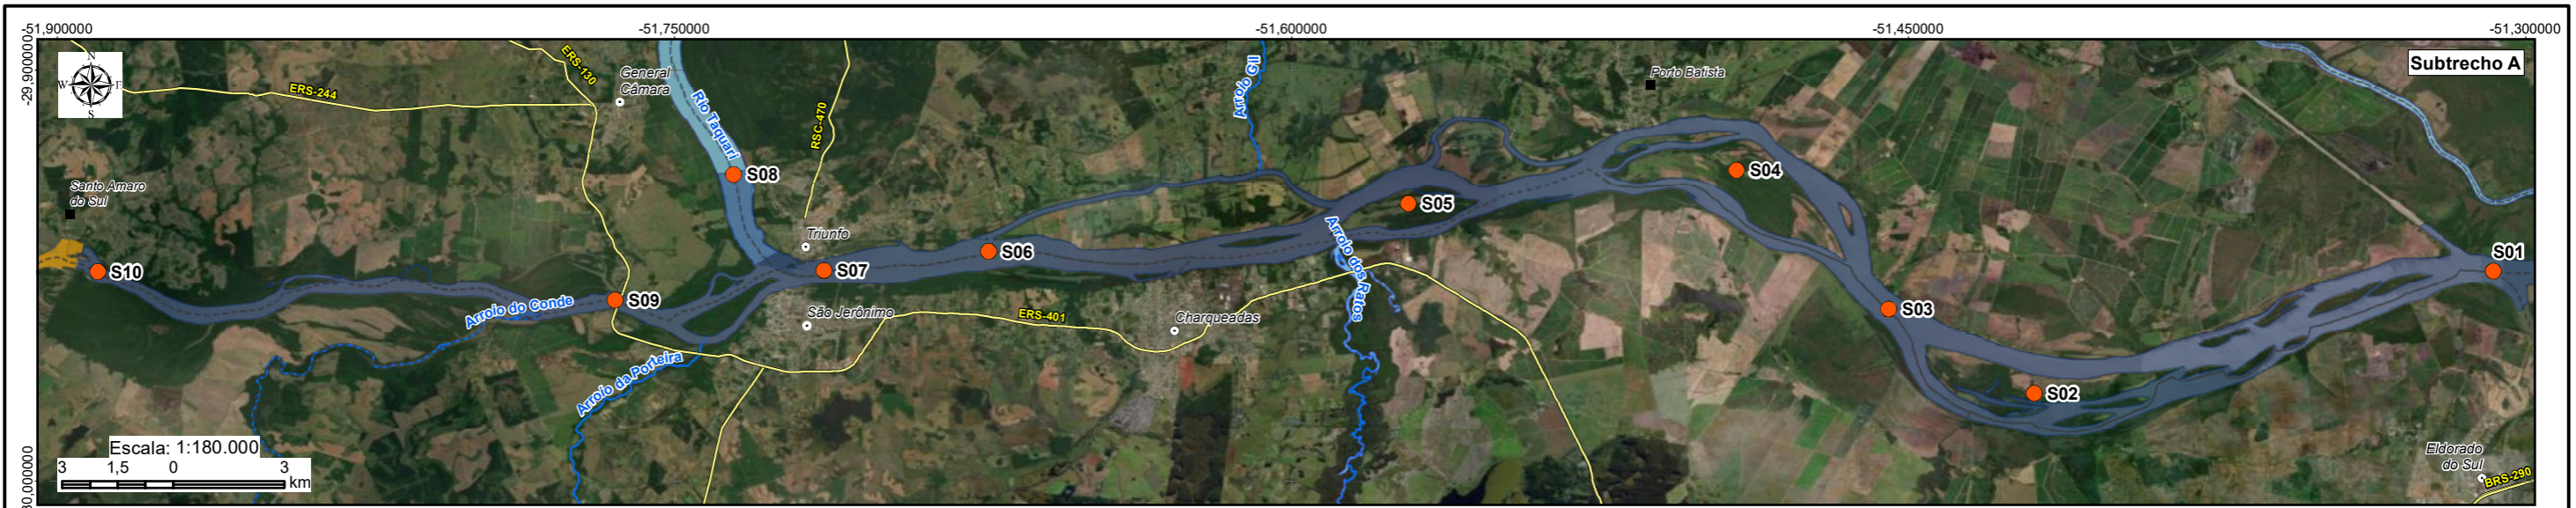 -51,900000
-51,750000
-51,600000
-51,450000
-51,300000
-29,900000
N
W
E
S
ERS-244
ERS-130
General
Câmara
Rio Taquari
RSC-470
Arroio Gil
Porto Batista
Subtrecho A
Santo Amaro
do Sul
S10
S08
Triunfo
S07
S06
S05
S04
S01
Arroio do Conde
S09
São Jerônimo
ERS-401
Charqueadas
Arroio dos Ratos
S03
Arroio da Porteira
S02
Escala: 1:180.000
3 1,5 0 3
km
Eldorado
do Sul
BRS-290